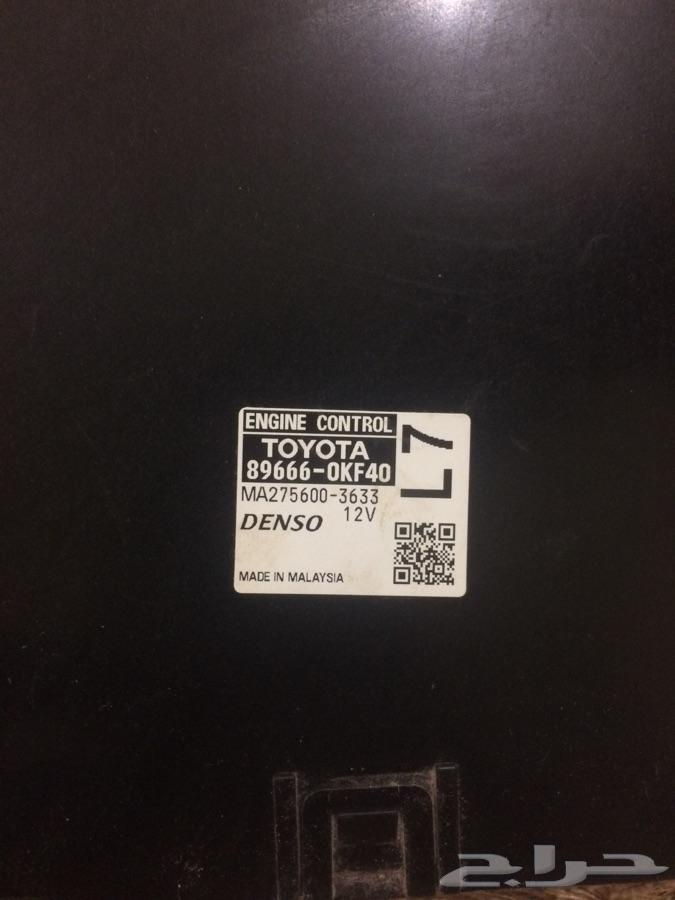 ENGINE CONTROL
TOYOTA
89666-0KF40
MA275600-3633
12V
DENSO
MADE IN MALAYSIA
L7
حراج